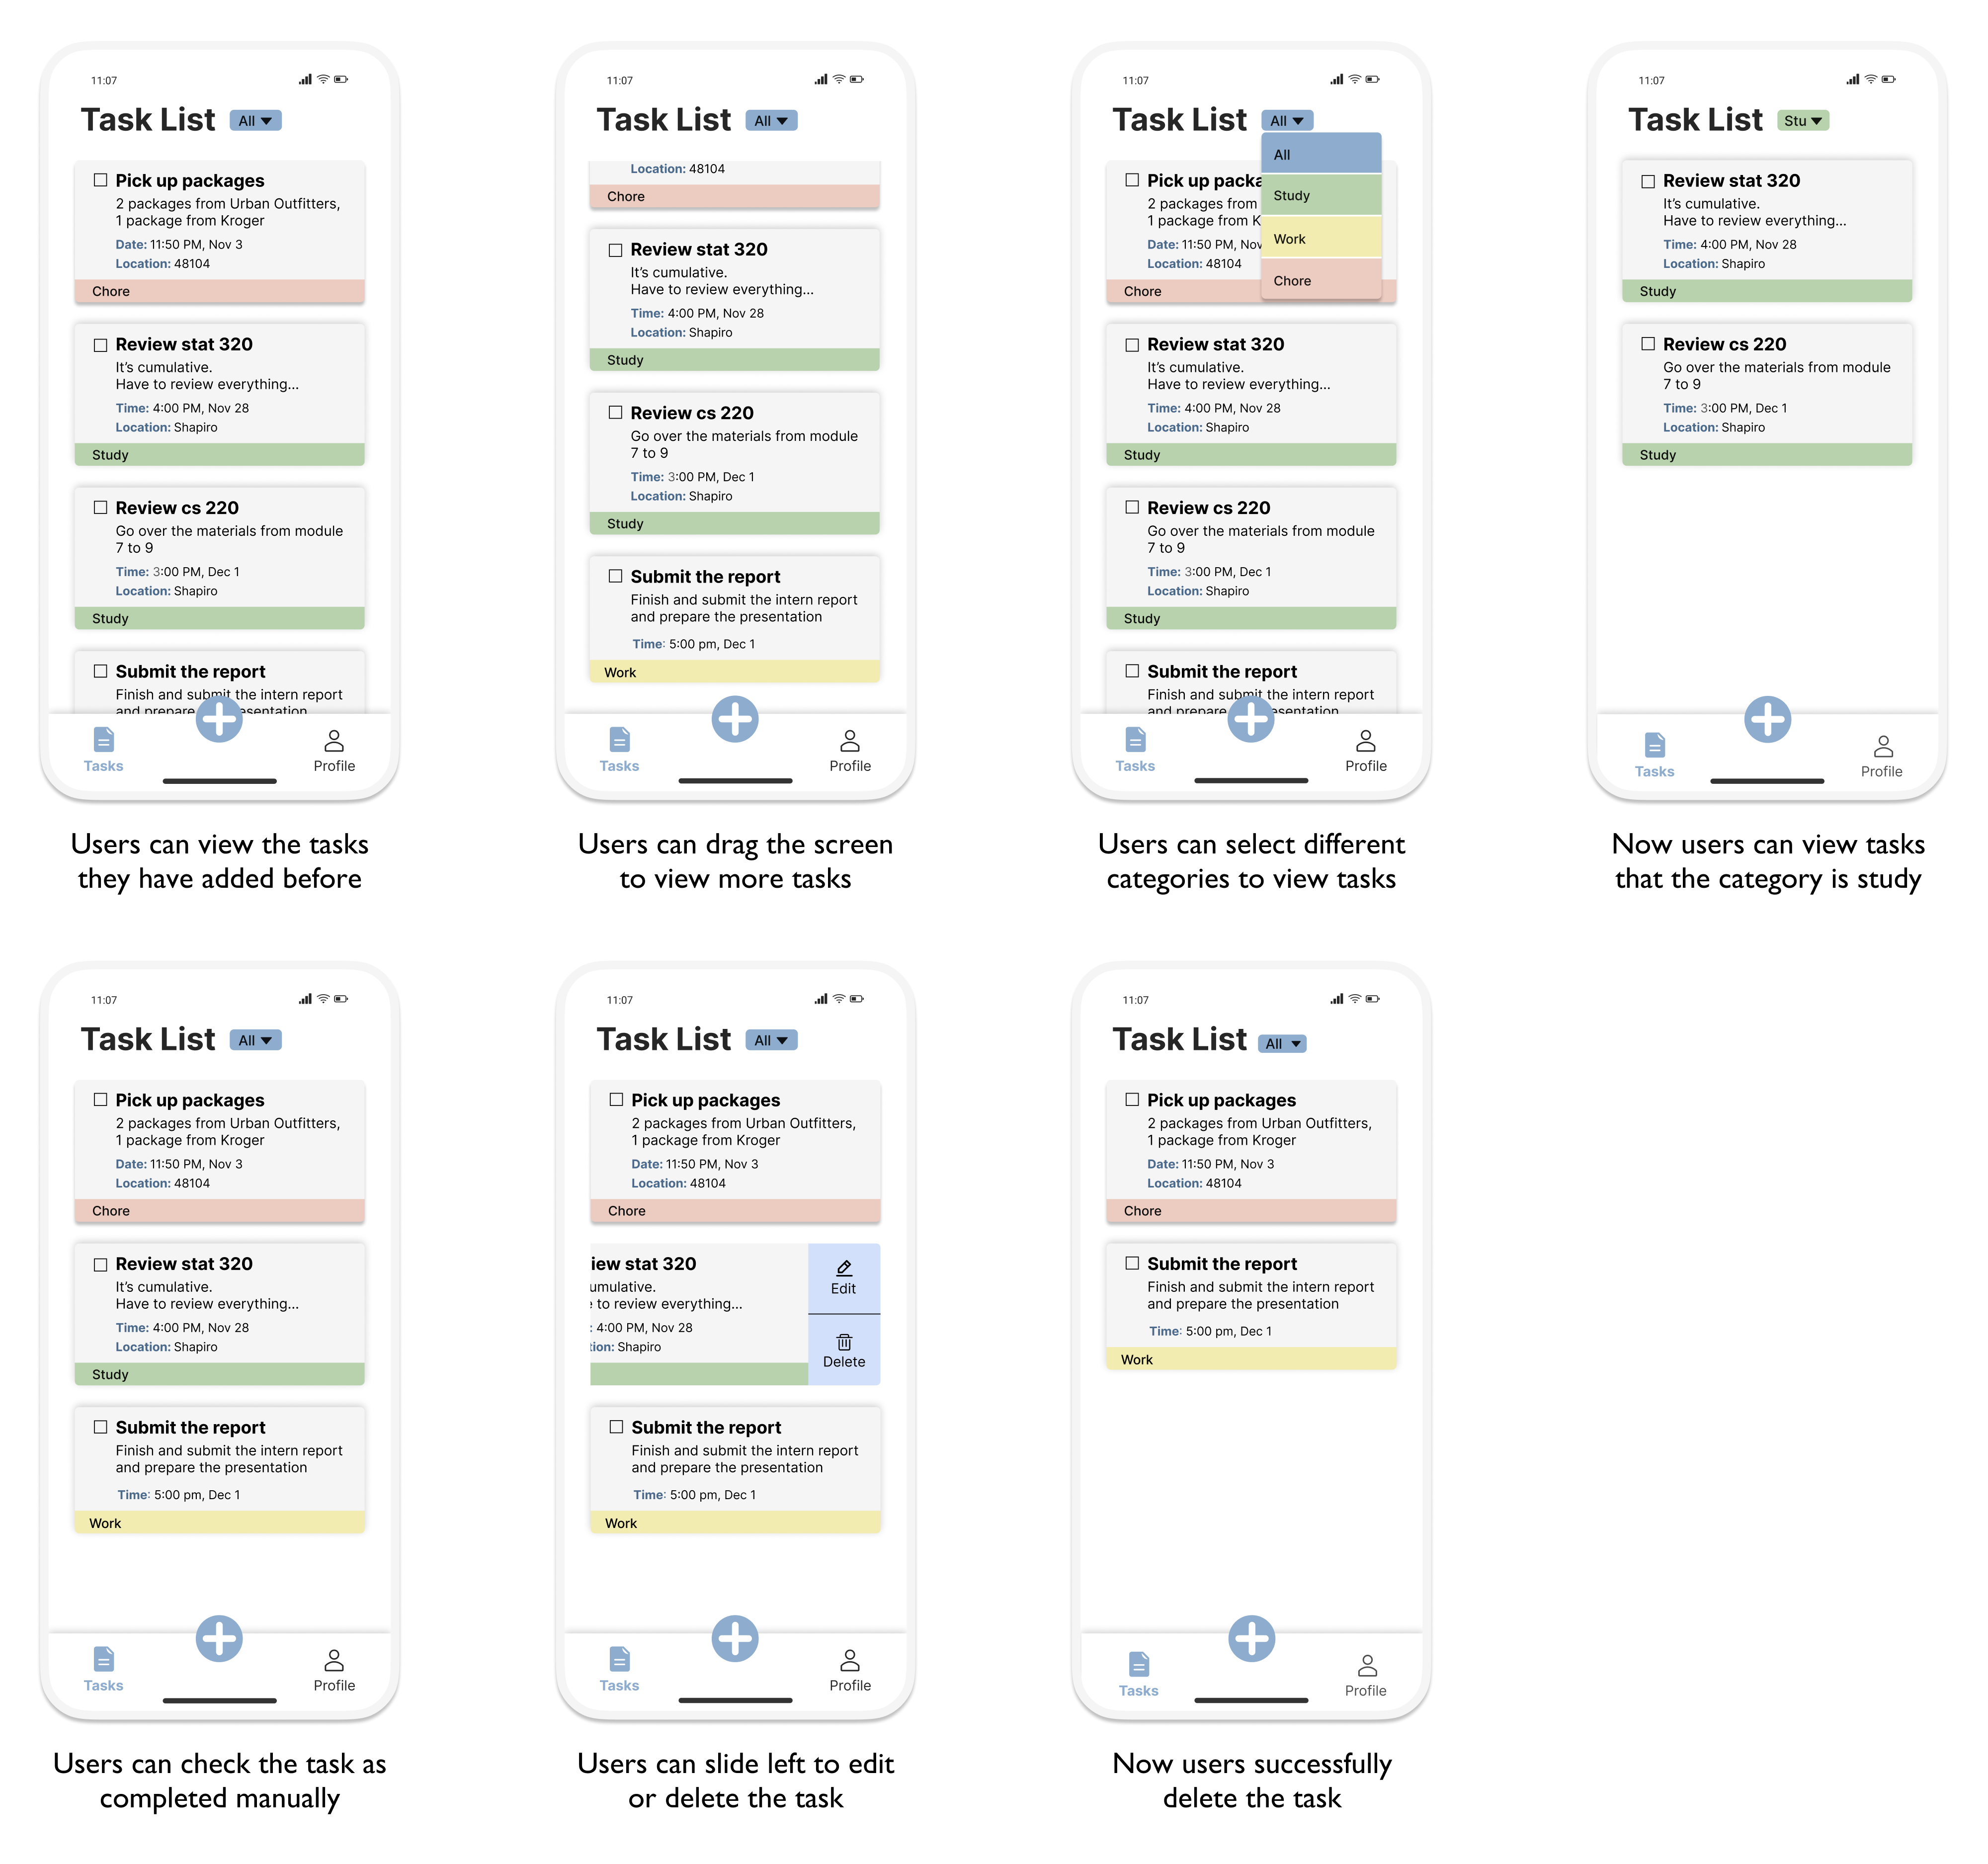 11:07
Task List All
Pick up packages
2 packages from Urban Outfitters,
1 package from Kroger
Date: 11:50 PM, Nov 3
Location: 48104
Chore
Review stat 320
It's cumulative.
Have to review everything...
Time: 4:00 PM, Nov 28
Location: Shapiro
Study
Review cs 220
Go over the materials from module
7 to 9
Time: 3:00 PM, Dec 1
Location: Shapiro
Study
Submit the report
Finish and submit the intern report
and prepare esentation
Tasks
Profile
Users can view the tasks
they have added before
11:07
Task List All
Location: 48104
Chore
Review stat 320
It's cumulative.
Have to review everything...
Time: 4:00 PM, Nov 28
Location: Shapiro
Study
Review cs 220
Go over the materials from module
7 to 9
Time: 3:00 PM, Dec 1
Location: Shapiro
Study
Submit the report
Finish and submit the intern report
and prepare the presentation
Time: 5:00 pm, Dec 1
Work
Tasks
Profile
Users can drag the screen
to view more tasks
11:07
Task List All
All
Study
Work
Chore
Pick up packa
2 packages from
1 package from K
Date: 11:50 PM, Nov
Location: 48104
Chore
Review stat 320
It's cumulative.
Have to review everything...
Time: 4:00 PM, Nov 28
Location: Shapiro
Study
Review cs 220
Go over the materials from module
7 to 9
Time: 3:00 PM, Dec 1
Location: Shapiro
Study
Submit the report
Finish and submit the intern report
and prepare esentation
Tasks
Profile
Users can select different
categories to view tasks
11:07
Task List Stu
Review stat 320
It's cumulative.
Have to review everything...
Time: 4:00 PM, Nov 28
Location: Shapiro
Study
Review cs 220
Go over the materials from module
7 to 9
Time: 3:00 PM, Dec 1
Location: Shapiro
Study
Tasks
Profile
Now users can view tasks
that the category is study
11:07
Task List All
Pick up packages
2 packages from Urban Outfitters,
1 package from Kroger
Date: 11:50 PM, Nov 3
Location: 48104
Chore
Review stat 320
It's cumulative.
Have to review everything...
Time: 4:00 PM, Nov 28
Location: Shapiro
Study
Submit the report
Finish and submit the intern report
and prepare the presentation
Time: 5:00 pm, Dec 1
Work
Tasks
Profile
Users can check the task as
completed manually
11:07
Task List All
Pick up packages
2 packages from Urban Outfitters,
1 package from Kroger
Date: 11:50 PM, Nov 3
Location: 48104
Chore
iew stat 320
umulative.
e to review everything...
: 4:00 PM, Nov 28
tion: Shapiro
Edit
Delete
Submit the report
Finish and submit the intern report
and prepare the presentation
Time: 5:00 pm, Dec 1
Work
Tasks
Profile
Users can slide left to edit
or delete the task
11:07
Task List All
Pick up packages
2 packages from Urban Outfitters,
1 package from Kroger
Date: 11:50 PM, Nov 3
Location: 48104
Chore
Submit the report
Finish and submit the intern report
and prepare the presentation
Time: 5:00 pm, Dec 1
Work
Tasks
Profile
Now users successfully
delete the task